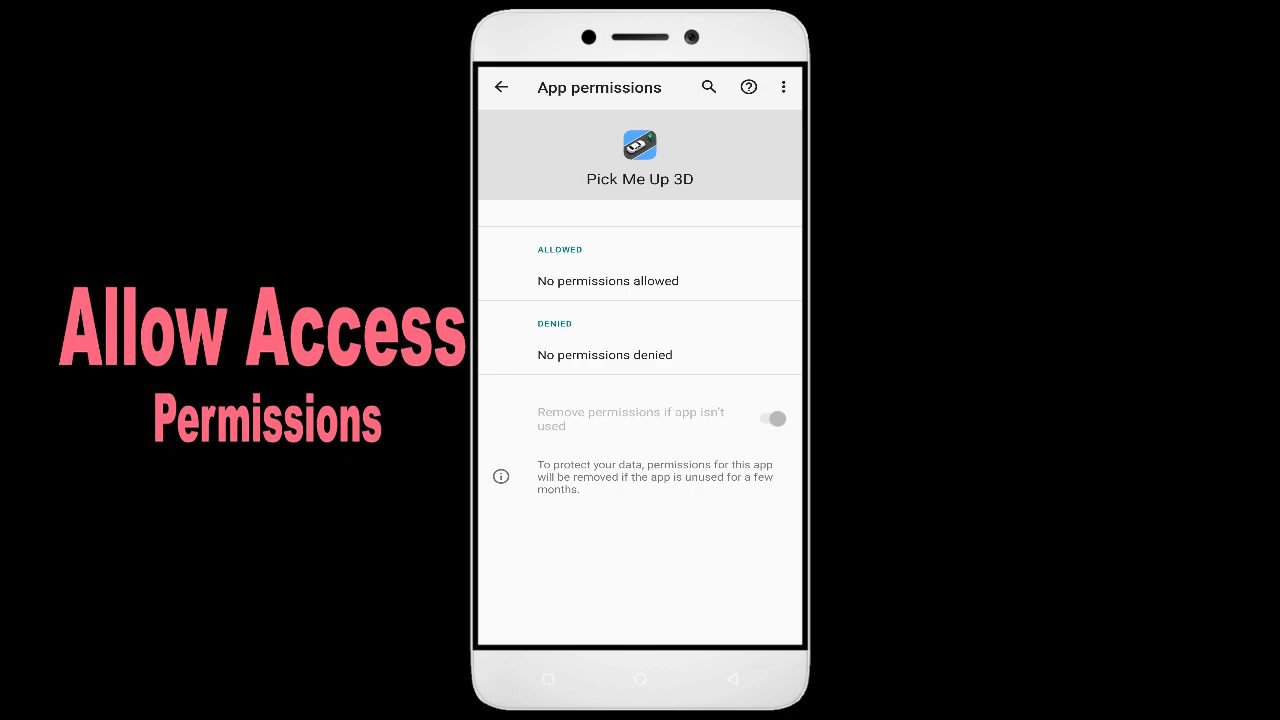 App permissions
Pick Me Up 3D
ALLOWED
No permissions allowed
DENIED
No permissions denied
Remove permissions if app isn't
used
To protect your data, permissions for this app
will be removed if the app is unused for a few
months.
Allow Access
Permissions